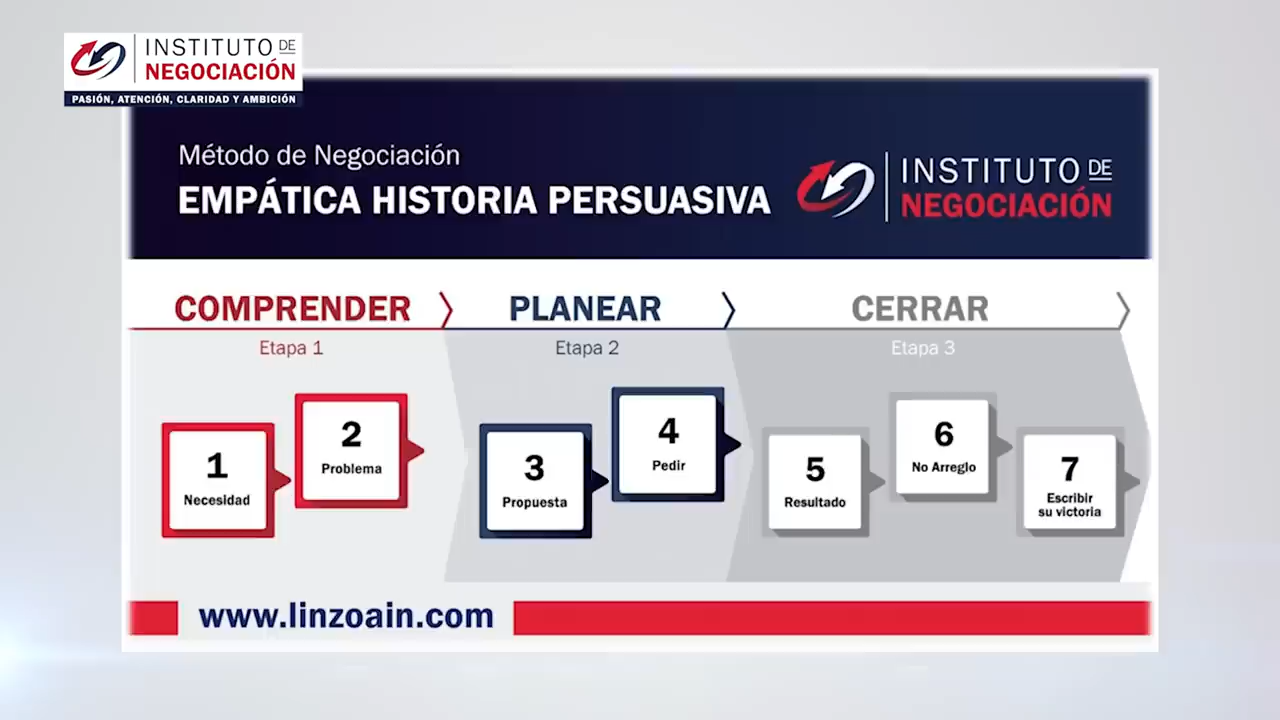 INSTITUTO DE
NEGOCIACIÓN
PASIÓN, ATENCIÓN, CLARIDAD Y AMBICIÓN
Método de Negociación
EMPÁTICA HISTORIA PERSUASIVA
INSTITUTO DE
NEGOCIACIÓN
COMPRENDER
PLANEAR
CERRAR
Etapa 1
Etapa 2
Etapa 3
1
Necesidad
2
Problema
3
Propuesta
4
Pedir
5
Resultado
6
No Arreglo
7
Escribir
su victoria
www.linzoain.com